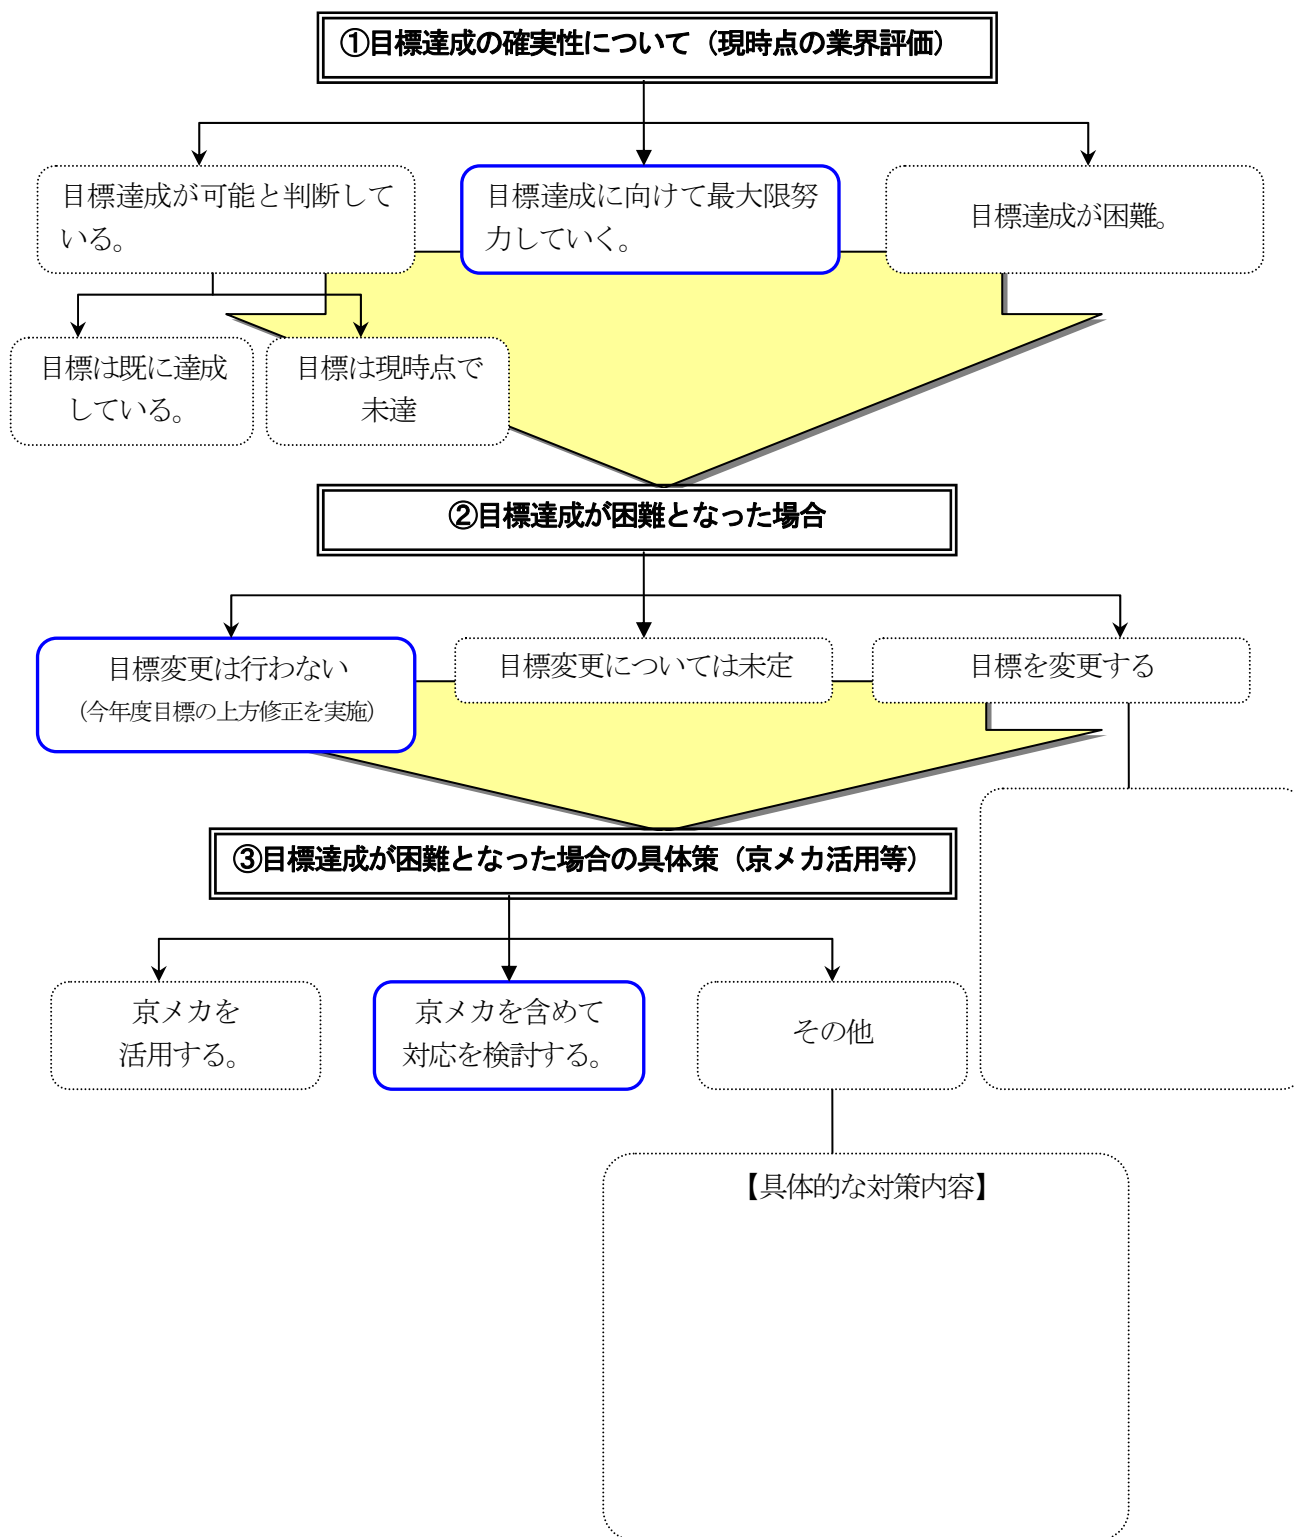 ①目標達成の確実性について（現時点の業界評価）
目標達成が可能と判断して
いる。
目標達成に向けて最大限努
力していく。
目標達成が困難。
目標は既に達成
している。
目標は現時点で
未達
②目標達成が困難となった場合
目標変更は行わない
（今年度目標の上方修正を実施）
目標変更については未定
目標を変更する
③目標達成が困難となった場合の具体策（京メカ活用等）
京メカを
活用する。
京メカを含めて
対応を検討する。
その他
【具体的な対策内容】